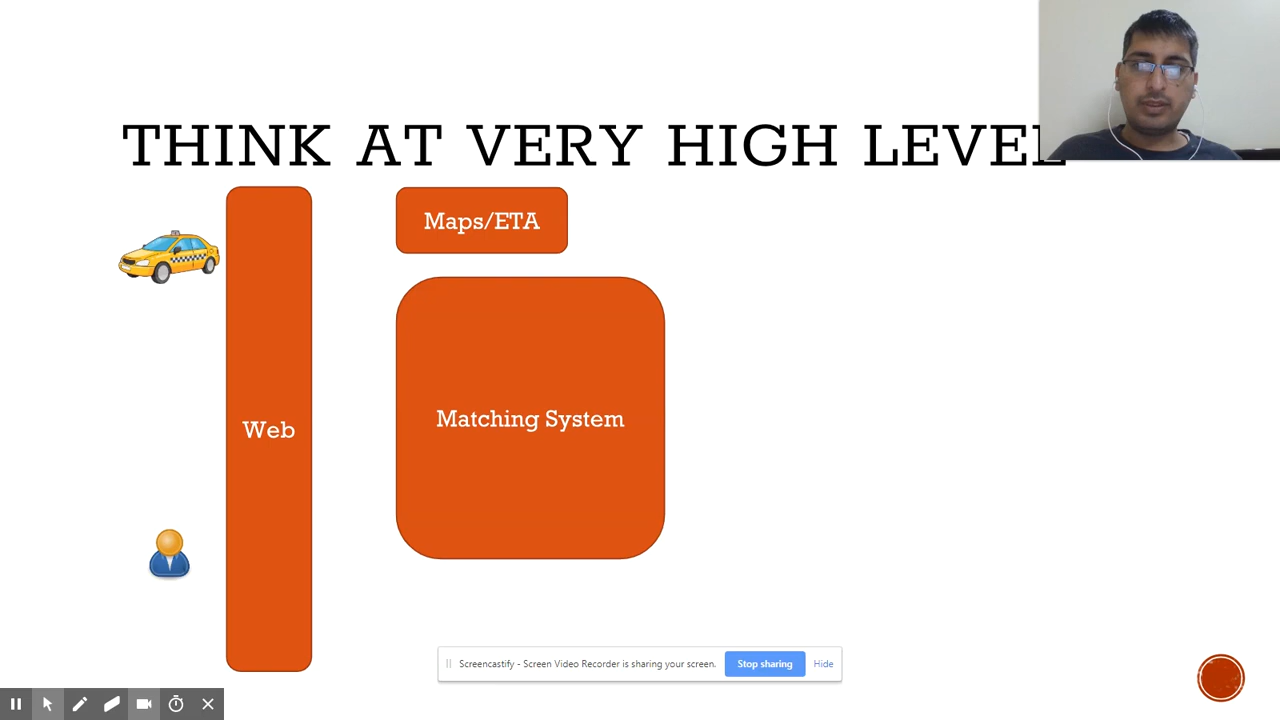 THINK AT VERY HIGH LEVEL
Maps/ETA
Matching System
Web
Screencastify - Screen Video Recorder is sharing your screen.
Stop sharing
Hide